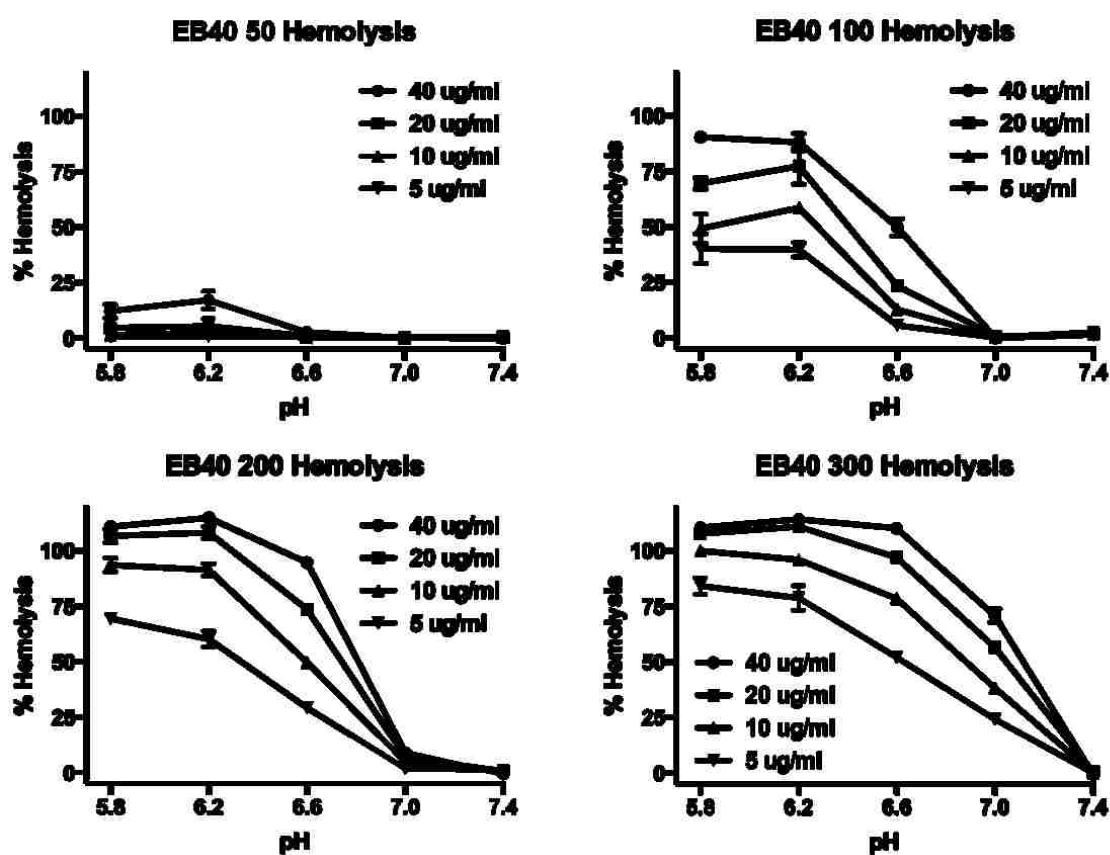 EB40 50 Hemolysis
% Hemolysis
100
75
50
25
0
40 ug/ml
20 ug/ml
10 ug/ml
5 ug/ml
5.8 6.2 6.6 7.0 7.4
pH
EB40 100 Hemolysis
% Hemolysis
100
75
50
25
0
40 ug/ml
20 ug/ml
10 ug/ml
5 ug/ml
5.8 6.2 6.6 7.0 7.4
pH
EB40 200 Hemolysis
% Hemolysis
100
75
50
25
0
40 ug/ml
20 ug/ml
10 ug/ml
5 ug/ml
5.8 6.2 6.6 7.0 7.4
pH
EB40 300 Hemolysis
% Hemolysis
100
75
50
25
0
40 ug/ml
20 ug/ml
10 ug/ml
5 ug/ml
5.8 6.2 6.6 7.0 7.4
pH